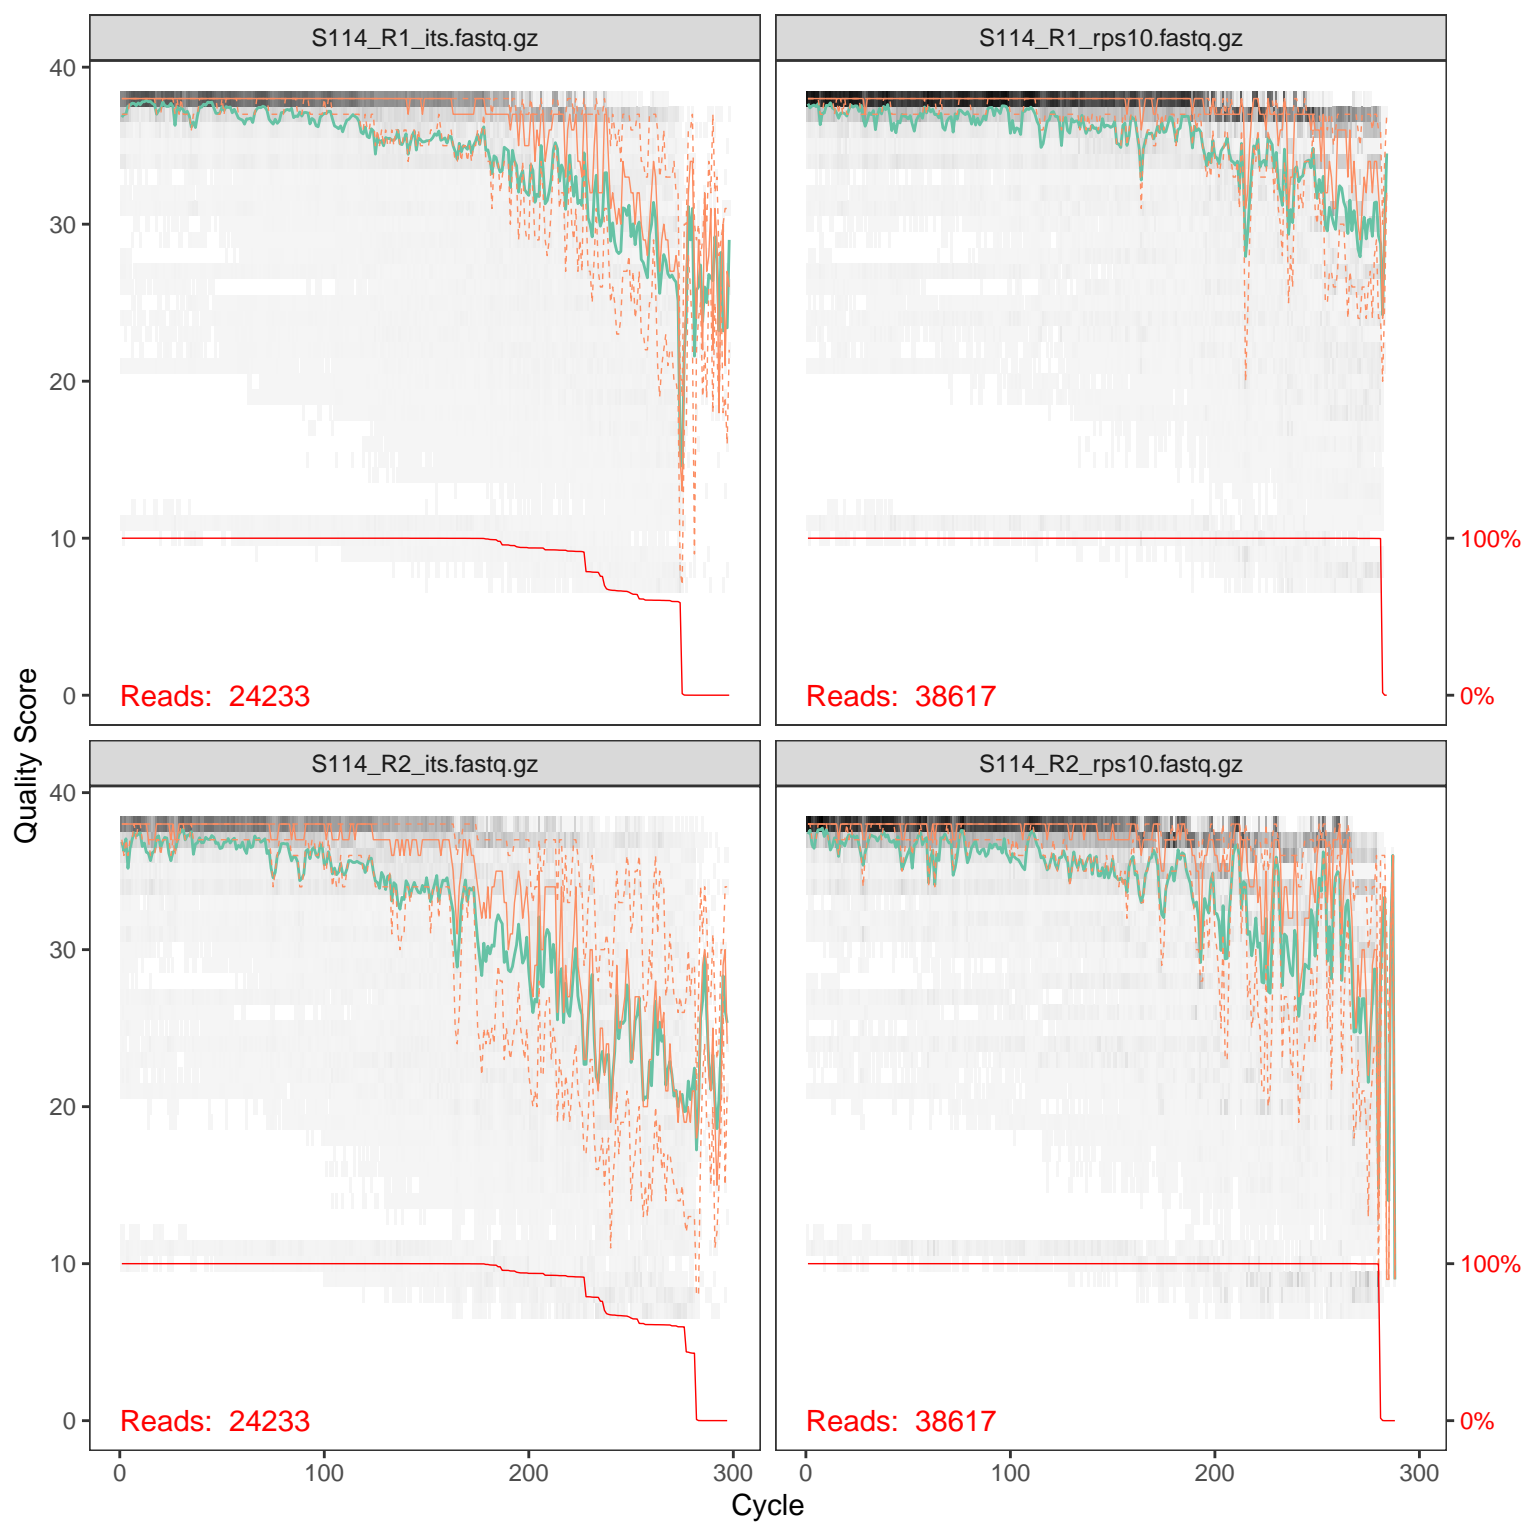 S114_R1_its.fastq.gz
S114_R1_rps10.fastq.gz
40
30
20
10
0
Reads: 24233
Reads: 38617
100%
0%
Quality Score
S114_R2_its.fastq.gz
S114_R2_rps10.fastq.gz
40
30
20
10
0
Reads: 24233
Reads: 38617
100%
0%
0 100 200 300
0 100 200 300
Cycle